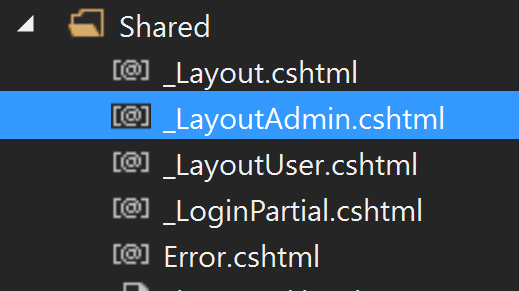 Shared
[@] _Layout.cshtml
[@] _LayoutAdmin.cshtml
[@] _LayoutUser.cshtml
[@] _LoginPartial.cshtml
[@] Error.cshtml